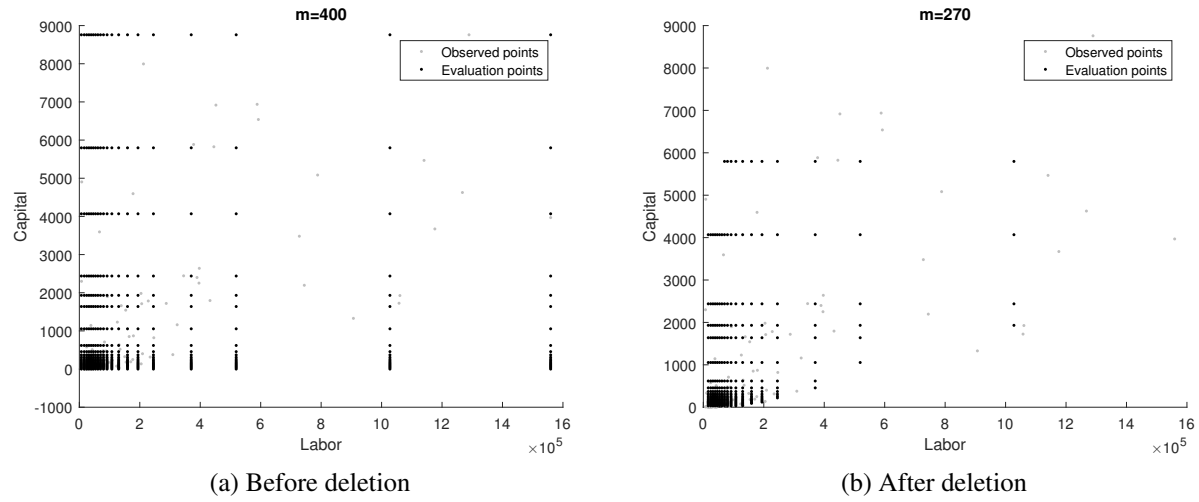 m=400
9000
8000
7000
6000
5000
4000
3000
2000
1000
0
-1000
Capital
Observed points
Evaluation points
0 2 4 6 8 10 12 14 16
Labor
×10^5
(a) Before deletion
m=270
9000
8000
7000
6000
5000
4000
3000
2000
1000
0
Capital
Observed points
Evaluation points
0 2 4 6 8 10 12 14 16
Labor
×10^5
(b) After deletion